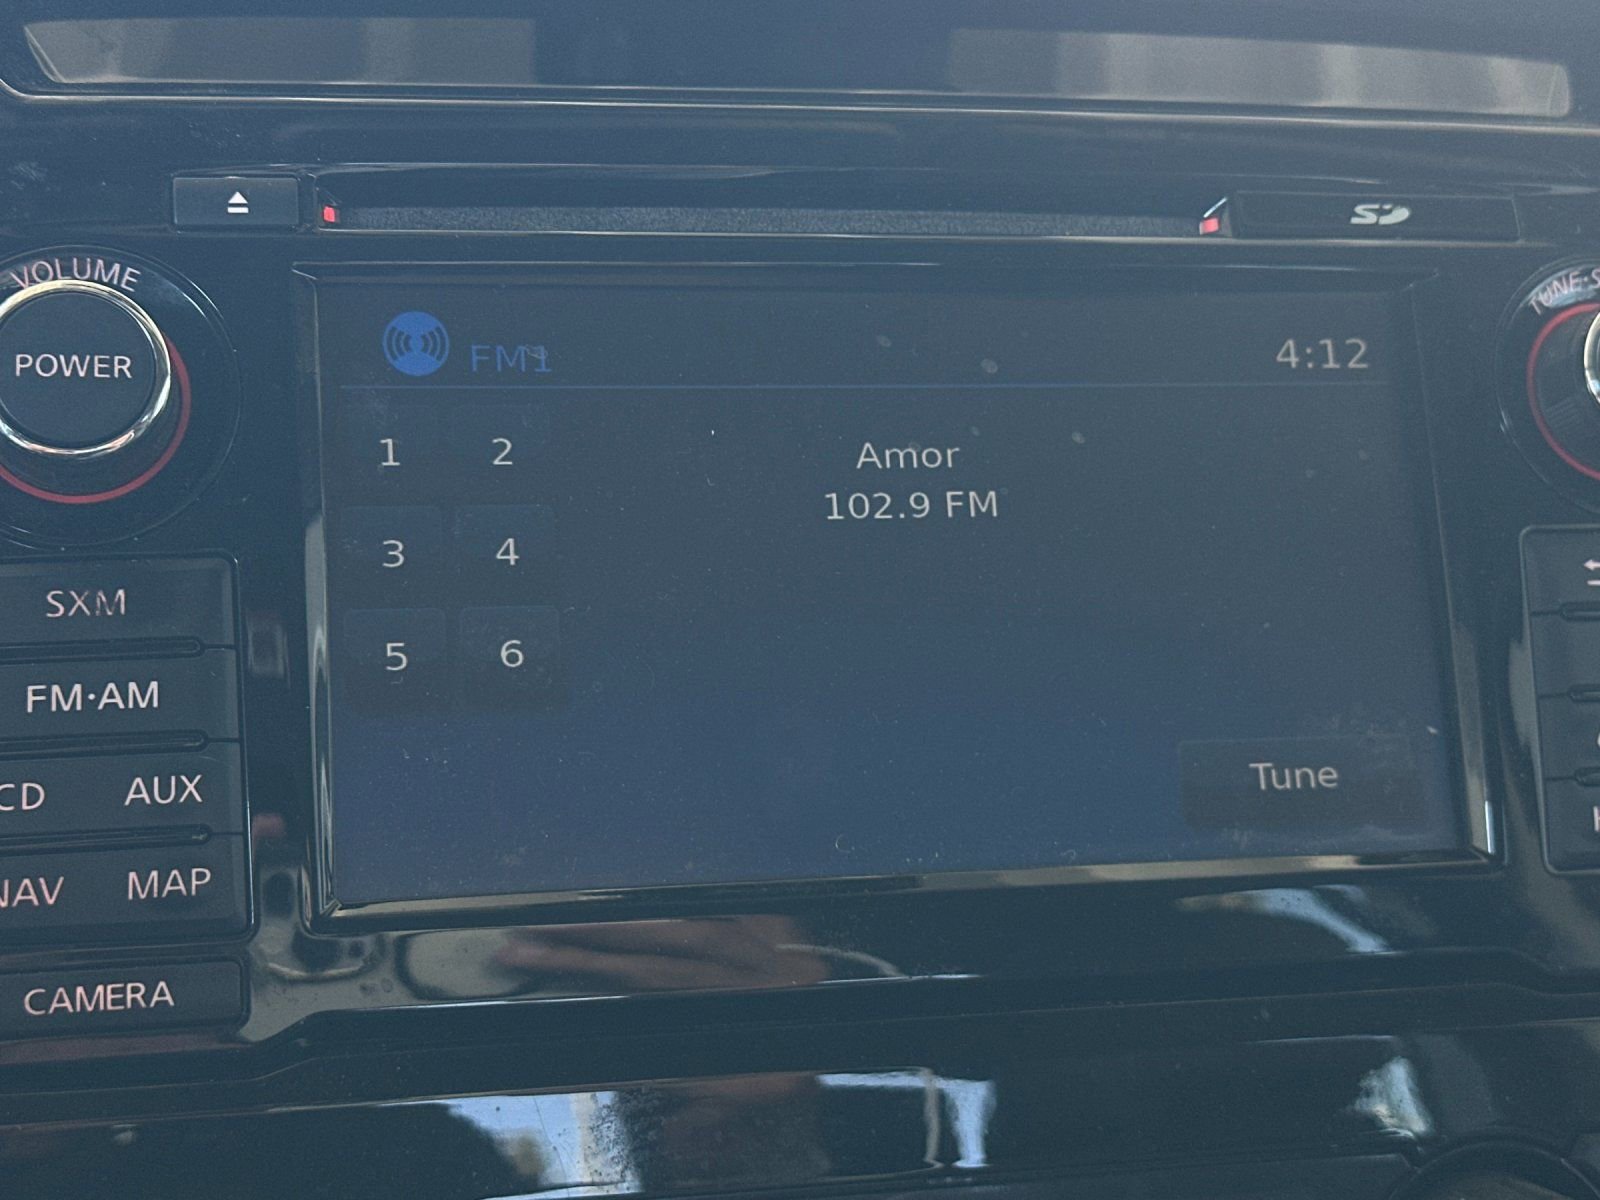 SD
VOLUME
POWER
FM1
4:12
1 2
Amor
102.9 FM
3 4
5 6
Tune
SXM
FM·AM
CD AUX
NAV MAP
CAMERA